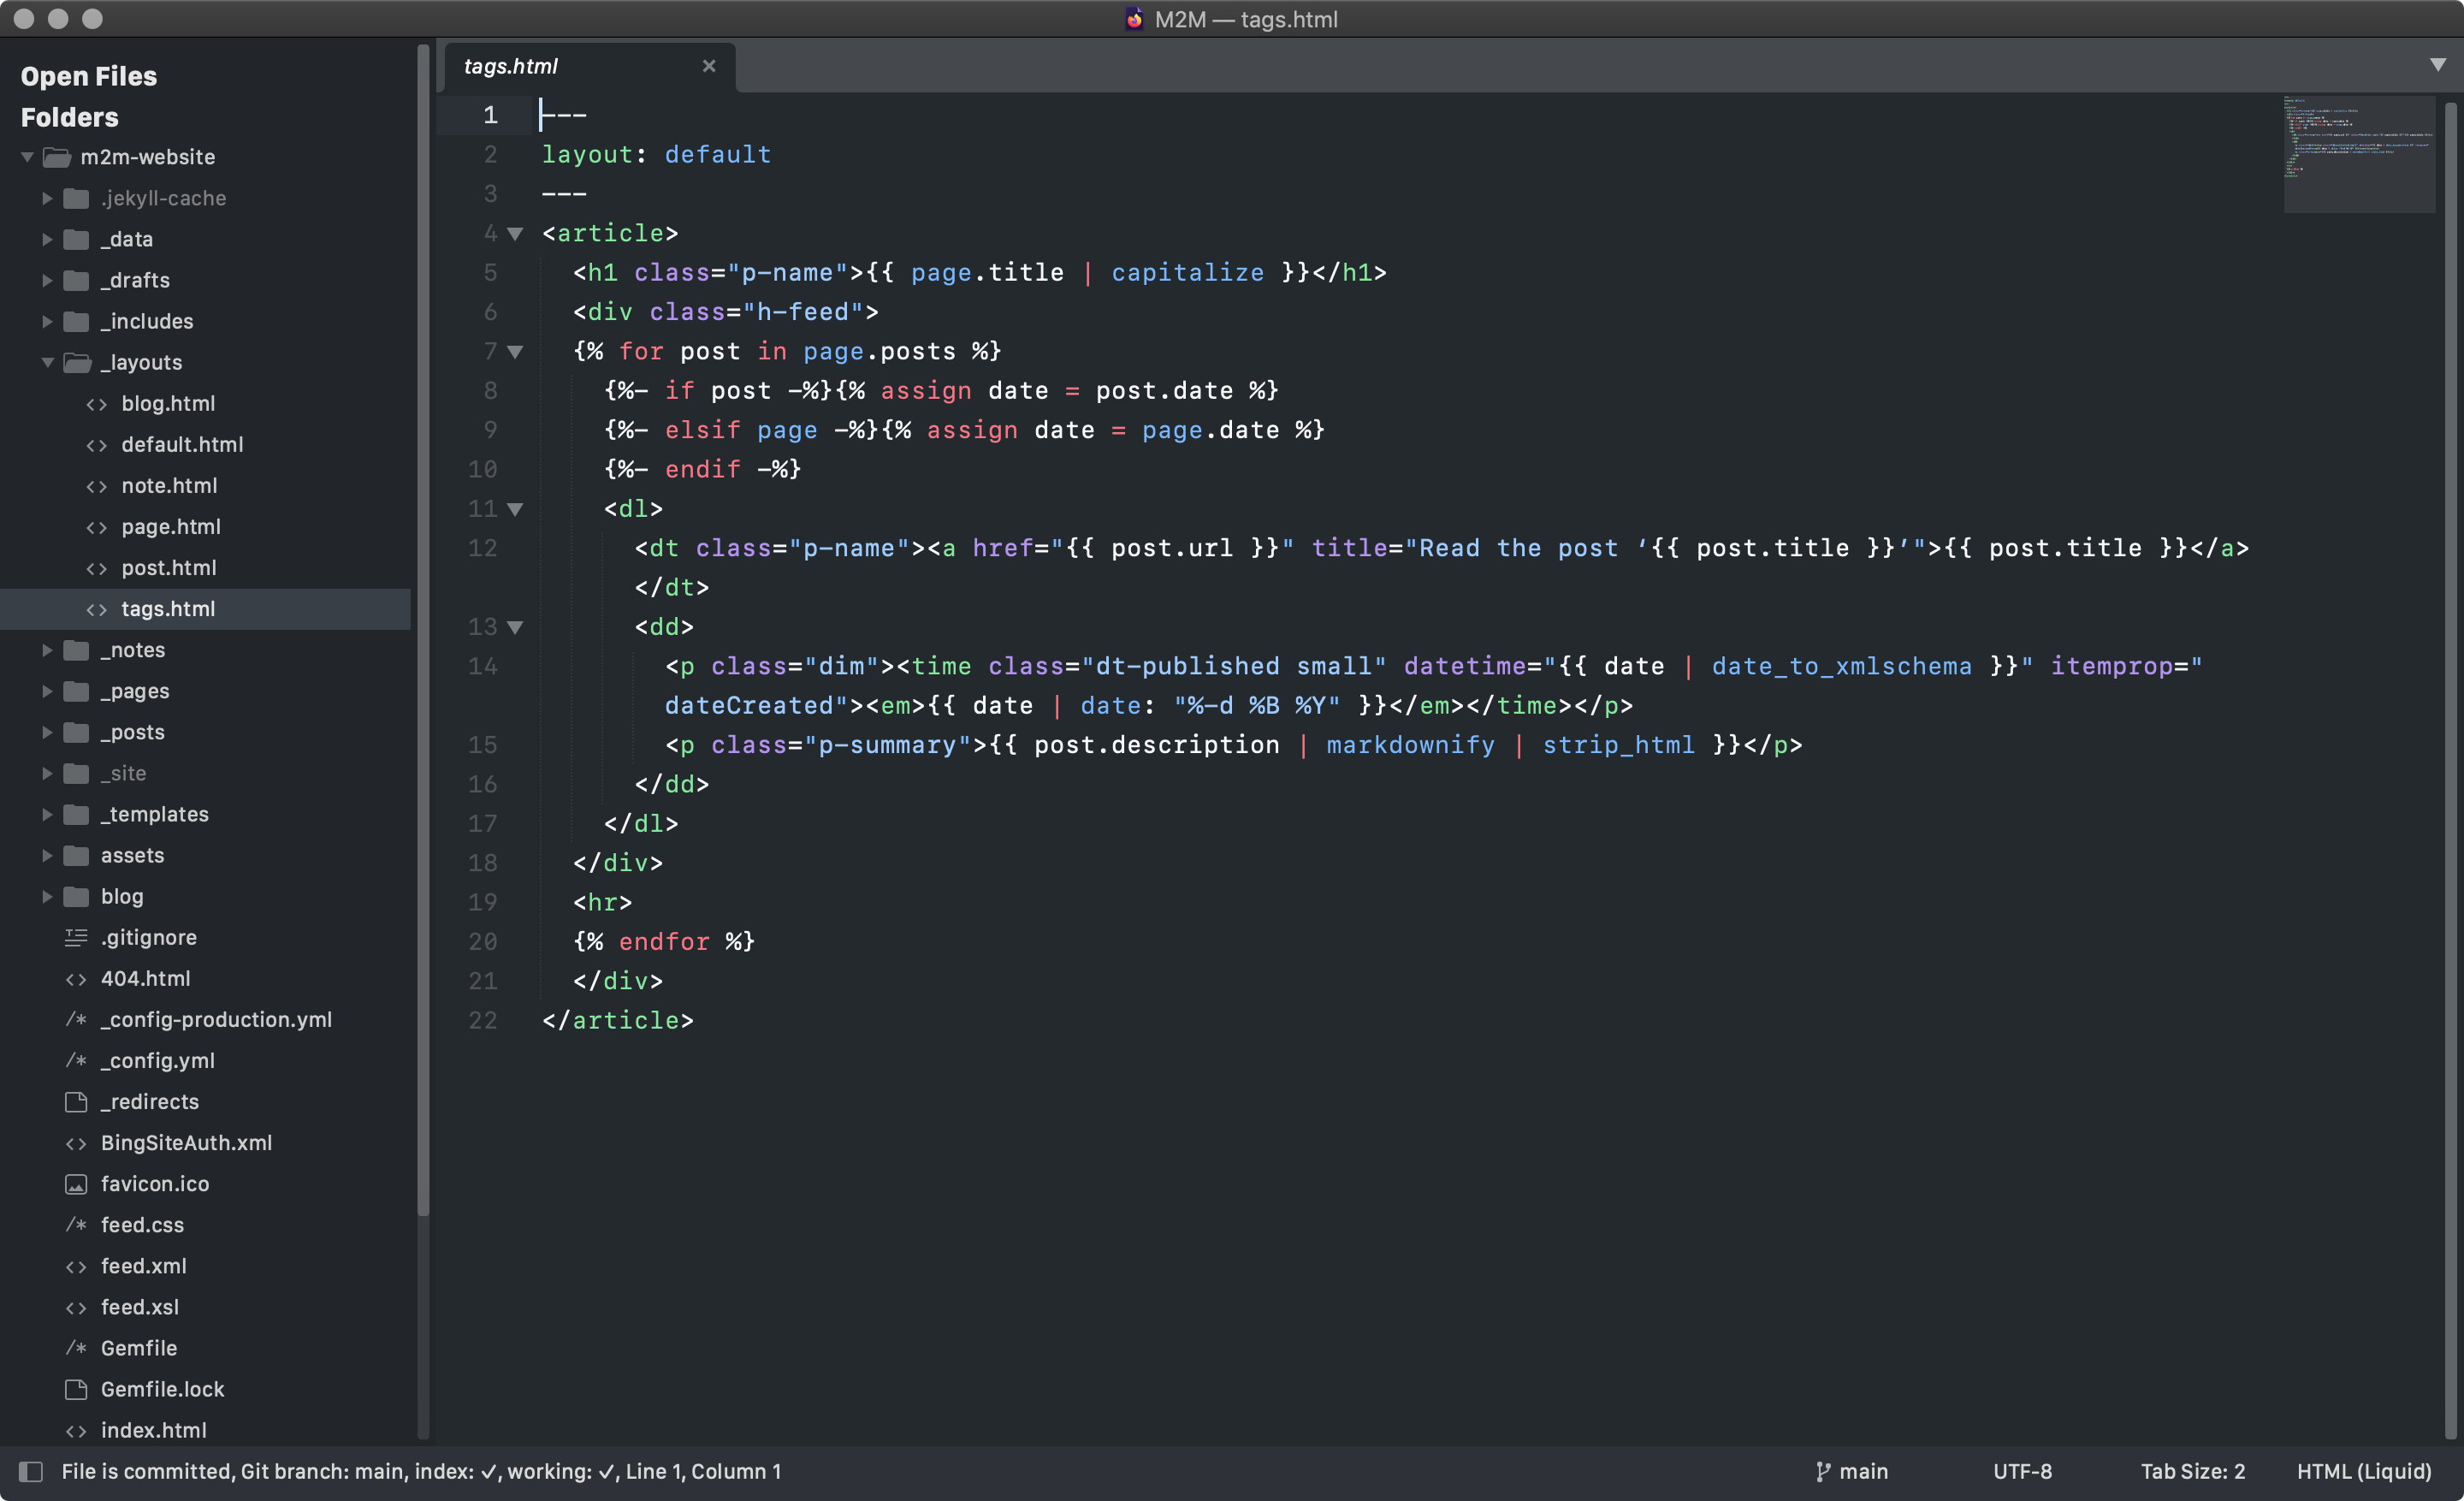 M2M — tags.html
Open Files
Folders
m2m-website
.jekyll-cache
_data
_drafts
_includes
_layouts
<> blog.html
<> default.html
<> note.html
<> page.html
<> post.html
<> tags.html
_notes
_pages
_posts
_site
_templates
assets
blog
.gitignore
<> 404.html
/* _config-production.yml
/* _config.yml
_redirects
<> BingSiteAuth.xml
favicon.ico
/* feed.css
<> feed.xml
<> feed.xsl
/* Gemfile
Gemfile.lock
<> index.html
tags.html ×
1 ---
2 layout: default
3 ---
4 <article>
5 <h1 class="p-name">{{ page.title | capitalize }}</h1>
6 <div class="h-feed">
7 {% for post in page.posts %}
8 {%- if post -%}{% assign date = post.date %}
9 {%- elsif page -%}{% assign date = page.date %}
10 {%- endif -%}
11 <dl>
12 <dt class="p-name"><a href="{{ post.url }}" title="Read the post ‘{{ post.title }}’">{{ post.title }}</a>
</dt>
13 <dd>
14 <p class="dim"><time class="dt-published small" datetime="{{ date | date_to_xmlschema }}" itemprop="
dateCreated"><em>{{ date | date: "%-d %B %Y" }}</em></time></p>
15 <p class="p-summary">{{ post.description | markdownify | strip_html }}</p>
16 </dd>
17 </dl>
18 </div>
19 <hr>
20 {% endfor %}
21 </div>
22 </article>
File is committed, Git branch: main, index: ✓, working: ✓, Line 1, Column 1
main
UTF-8
Tab Size: 2
HTML (Liquid)